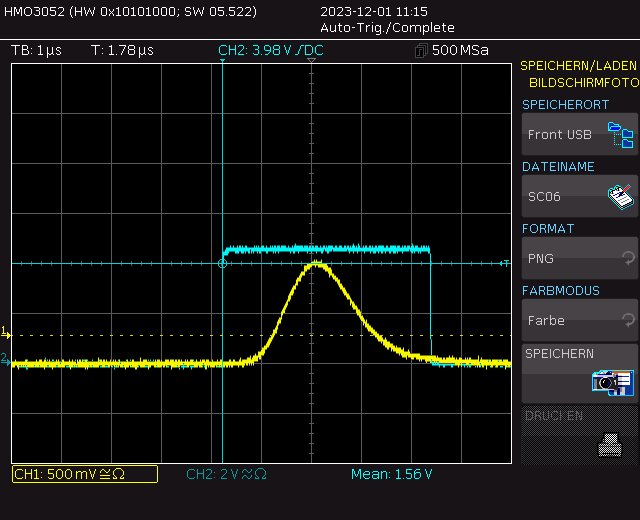 HMO3052 (HW 0x10101000; SW 05.522)
2023-12-01 11:15
Auto-Trig./Complete
TB: 1µs T: 1.78µs CH2: 3.98 V ⁄DC 500 MSa
SPEICHERN/LADEN
BILDSCHIRMFOTO
SPEICHERORT
Front USB
DATEINAME
SC06
FORMAT
PNG
FARBMODUS
Farbe
SPEICHERN
DRUCKEN
T
1
2
CH1: 500 mV≅Ω CH2: 2 V≈Ω Mean: 1.56 V